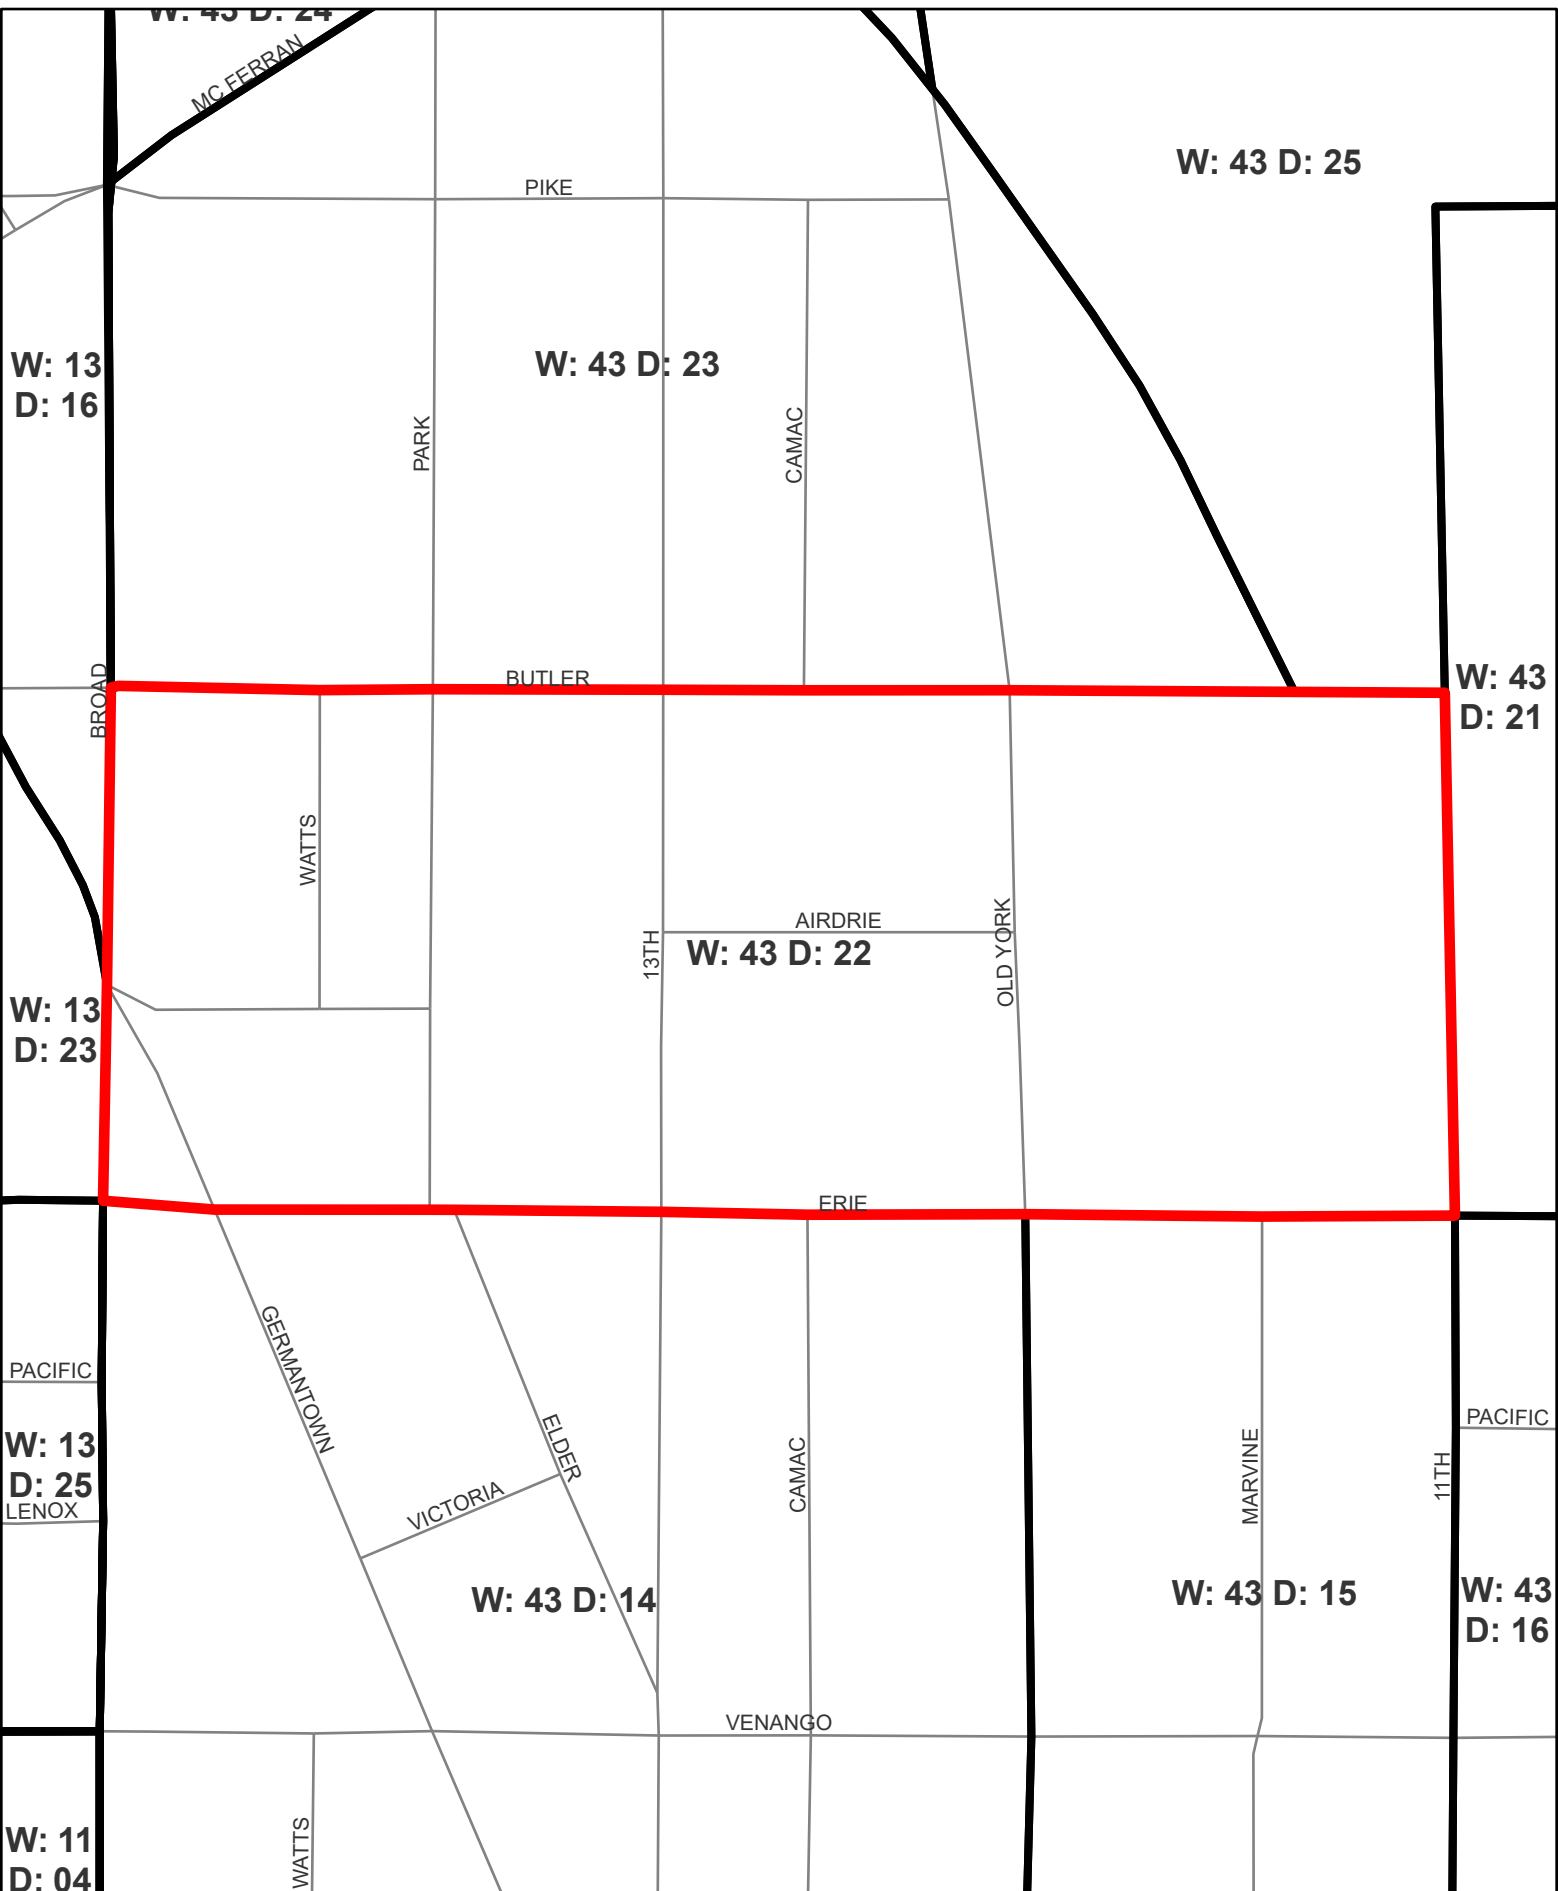 W: 43 D: 24
MC FERRAN
W: 43 D: 25
PIKE
W: 13
D: 16
W: 43 D: 23
PARK
CAMAC
BROAD
BUTLER
W: 43
D: 21
WATTS
AIRDRIE
13TH
W: 43 D: 22
OLD YORK
W: 13
D: 23
ERIE
PACIFIC
GERMANTOWN
PACIFIC
W: 13
D: 25
LENOX
ELDER
VICTORIA
CAMAC
MARVINE
11TH
W: 43 D: 14
W: 43 D: 15
W: 43
D: 16
VENANGO
W: 11
D: 04
WATTS